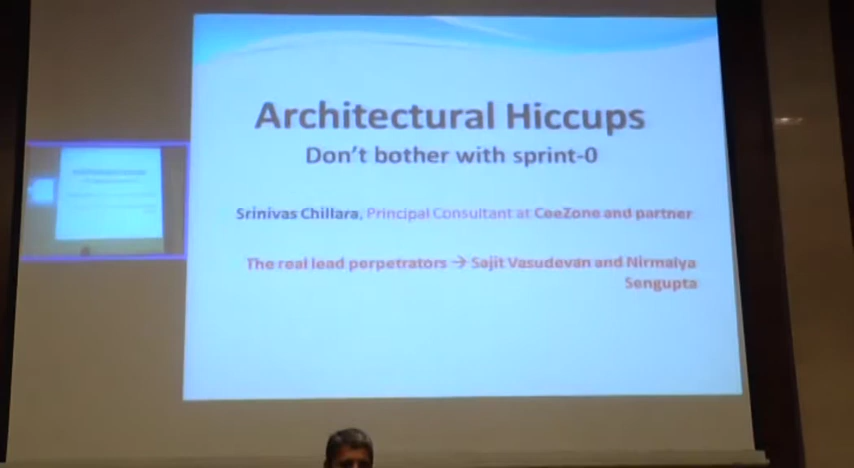 Architectural Hiccups
Don't bother with sprint-0
Srinivas Chillara, Principal Consultant at CeeZone and partner
The real lead perpetrators → Sajit Vasudevan and Nirmalya
Sengupta